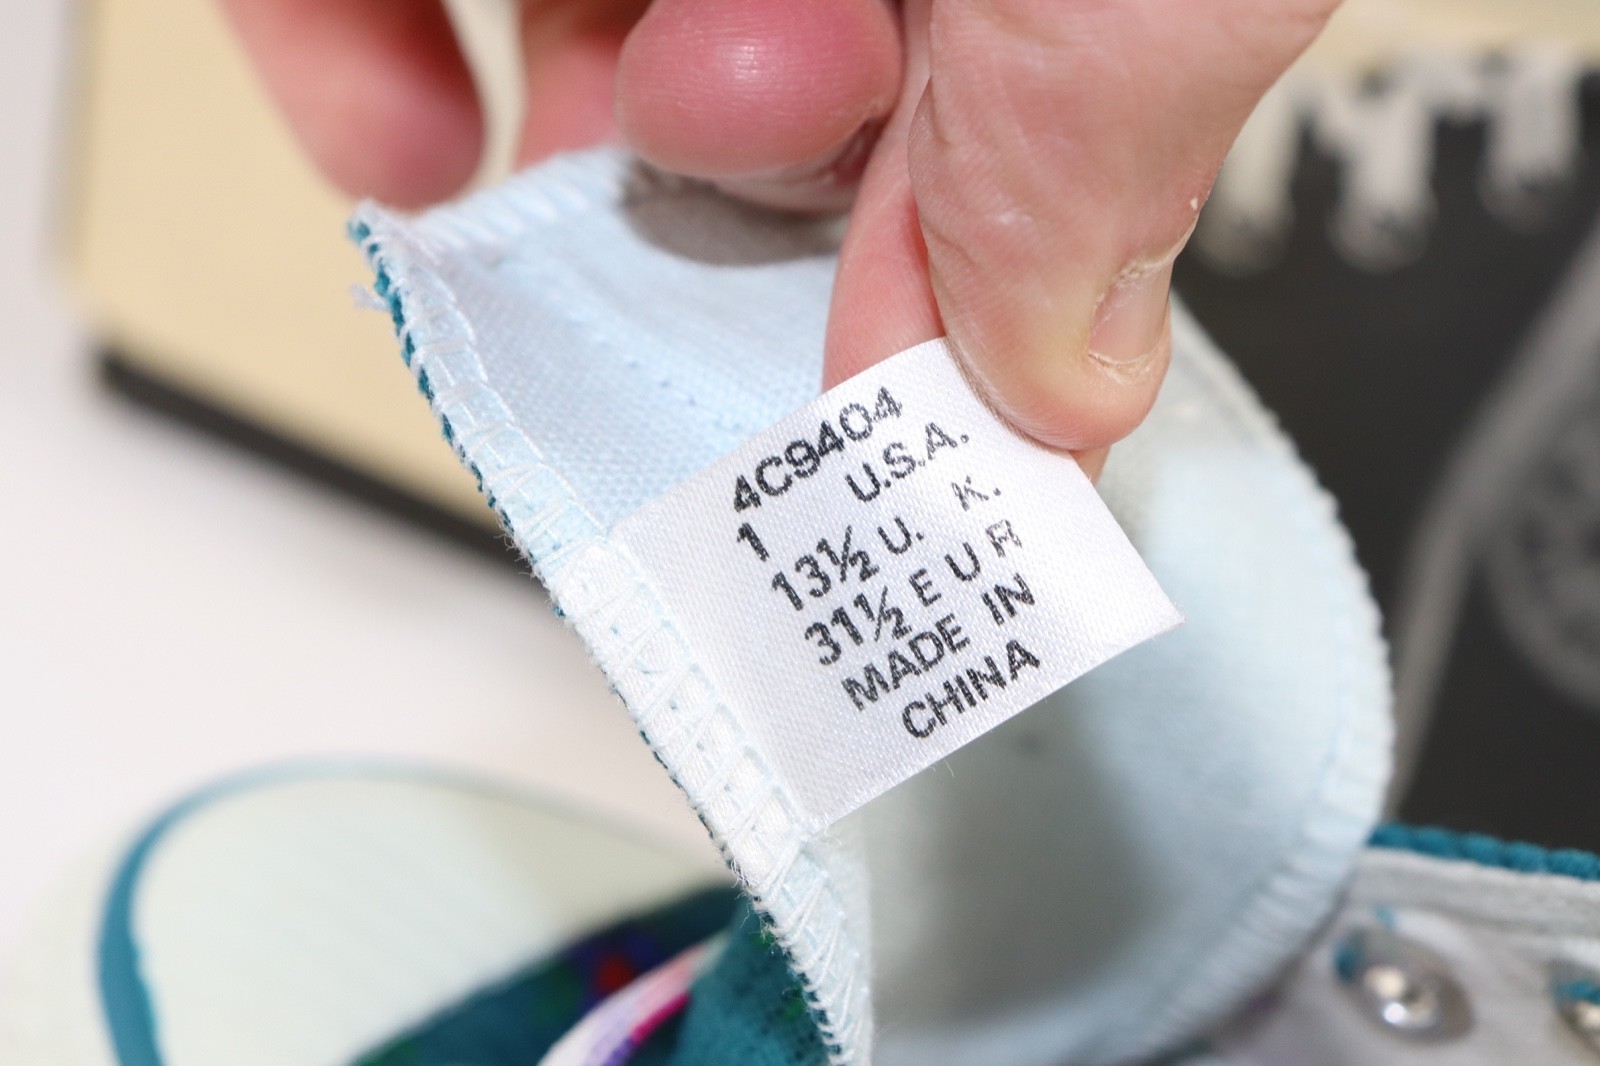 4C9404
1 U.S.A.
13½ U. K.
31½ E U R
MADE IN
CHINA